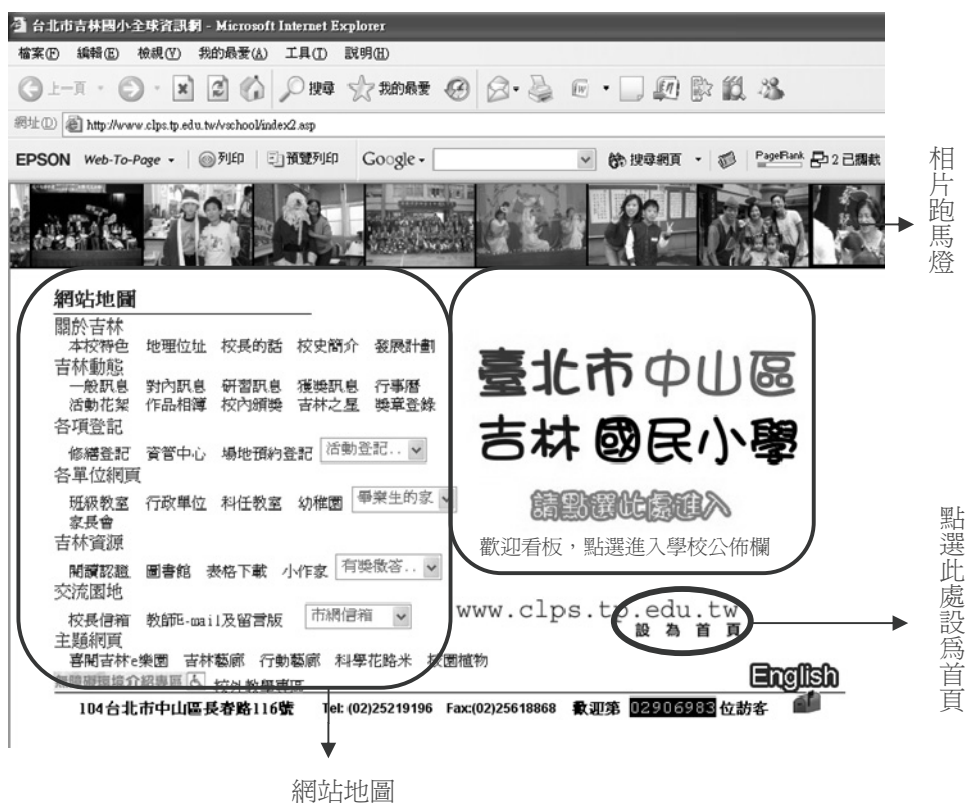 台北市吉林國小全球資訊網 - Microsoft Internet Explorer
檔案(F) 編輯(E) 檢視(V) 我的最愛(A) 工具(T) 說明(H)
上一頁 搜尋 我的最愛
網址(D) http://www.clps.tp.edu.tw/vschool/index2.asp
EPSON Web-To-Page 列印 預覽列印 Google 搜尋網頁 PageRank 2 已攔截
相片跑馬燈
網站地圖
關於吉林
本校特色 地理位址 校長的話 校史簡介 發展計劃
吉林動態
一般訊息 對內訊息 研習訊息 獲獎訊息 行事曆
活動花絮 作品相簿 校內頒獎 吉林之星 獎章登錄
各項登記
修繕登記 資管中心 場地預約登記 活動登記..
各單位網頁
班級教室 行政單位 科任教室 幼稚園 畢業生的家
家長會
吉林資源
閱讀認證 圖書館 表格下載 小作家 有獎徵答..
交流園地
校長信箱 教師E-mail及留言版 市網信箱
主題網頁
喜閱吉林e樂園 吉林藝廊 行動藝廊 科學花路米 校園植物
無障礙環境介紹專區 校外教學專區
臺北市中山區
吉林國民小學
請點選此處進入
歡迎看板，點選進入學校公佈欄
www.clps.tp.edu.tw
設為首頁
點選此處設為首頁
English
104台北市中山區長春路116號 Tel: (02)25219196 Fax:(02)25618868 歡迎第 02906983 位訪客
網站地圖